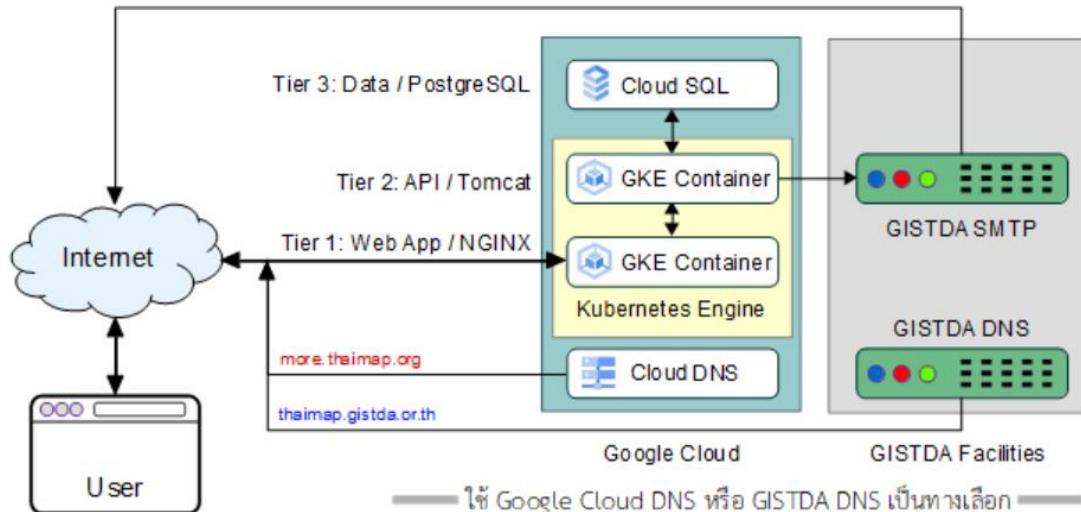 Tier 3: Data / PostgreSQL
Cloud SQL
Tier 2: API / Tomcat
GKE Container
GISTDA SMTP
Internet
Tier 1: Web App / NGINX
GKE Container
Kubernetes Engine
GISTDA DNS
more.thaimap.org
Cloud DNS
thaimap.gistda.or.th
User
Google Cloud
GISTDA Facilities
ใช้ Google Cloud DNS หรือ GISTDA DNS เป็นทางเลือก